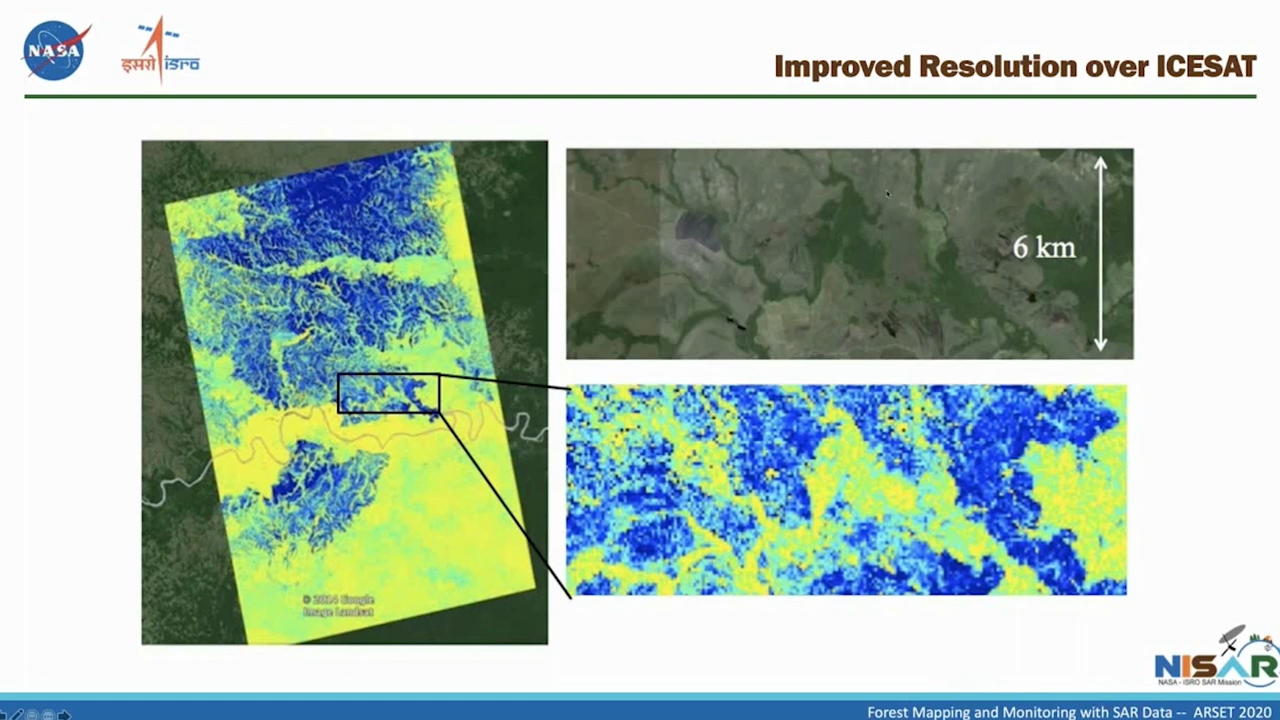 NASA
इसरो isro
Improved Resolution over ICESAT
6 km
© 2014 Google
Image Landsat
NISAR
NASA - ISRO SAR Mission
Forest Mapping and Monitoring with SAR Data -- ARSET 2020